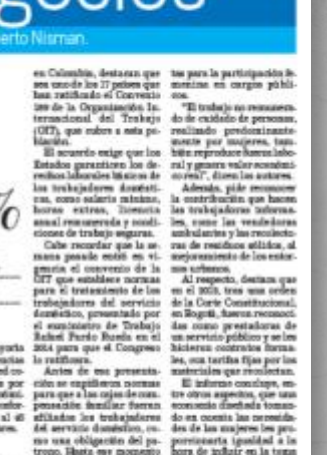 erto Nisman.
en Colombia, destacan que
sea uno de los 17 países que
han ratificado el Convenio
189 de la Organización In-
ternacional del Trabajo
(OIT), que cubre a esta po-
blación.
El acuerdo exige que los
Estados garanticen los de-
rechos laborales básicos de
los trabajadores domésti-
cos, como salario mínimo,
horas extras, licencia
anual remunerada y condi-
ciones de trabajo seguras.
Cabe recordar que la se-
mana pasada entró en vi-
gencia el convenio de la
OIT que establece normas
para el tratamiento de los
trabajadores del servicio
doméstico, presentado por
el exministro de Trabajo
Rafael Pardo Rueda en el
2014 para que el Congreso
lo ratificara.
Antes de esa presenta-
ción se expidieron normas
para que a las cajas de com-
pensación familiar fueran
afiliados los trabajadores
del servicio doméstico, co-
mo una obligación del pa-
trono. Hasta ese momento
tas para la participación fe-
menina en cargos públi-
cos.
"El trabajo no remunera-
do de cuidado de personas,
realizado predominante-
mente por mujeres, tam-
bién reproduce fuerza labo-
ral y genera valor económi-
co real", dicen los autores.
Además, pide reconocer
la contribución que hacen
las trabajadoras informa-
les, como las vendedoras
ambulantes y las recolecto-
ras de residuos sólidos, al
mejoramiento de los entor-
nos urbanos.
Al respecto, destaca que
en el 2003, tras una orden
de la Corte Constitucional,
en Bogotá, fueron reconoci-
das como prestadoras de
un servicio público y se les
hicieron contratos forma-
les, con tarifas fijas por los
materiales que recolectan.
El informe concluye, en-
tre otros aspectos, que una
economía diseñada toman-
do en cuenta las necesida-
des de las mujeres les pro-
porcionaría igualdad a la
hora de influir en la toma